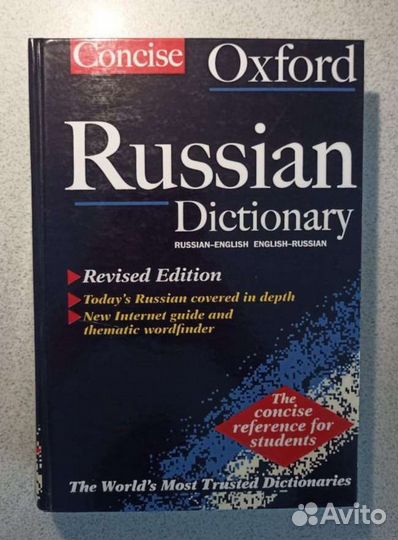 Concise Oxford
Russian
Dictionary
RUSSIAN–ENGLISH ENGLISH–RUSSIAN
Revised Edition
Today's Russian covered in depth
New Internet guide and
thematic wordfinder
The
concise
reference for
students
The World's Most Trusted Dictionaries
Avito